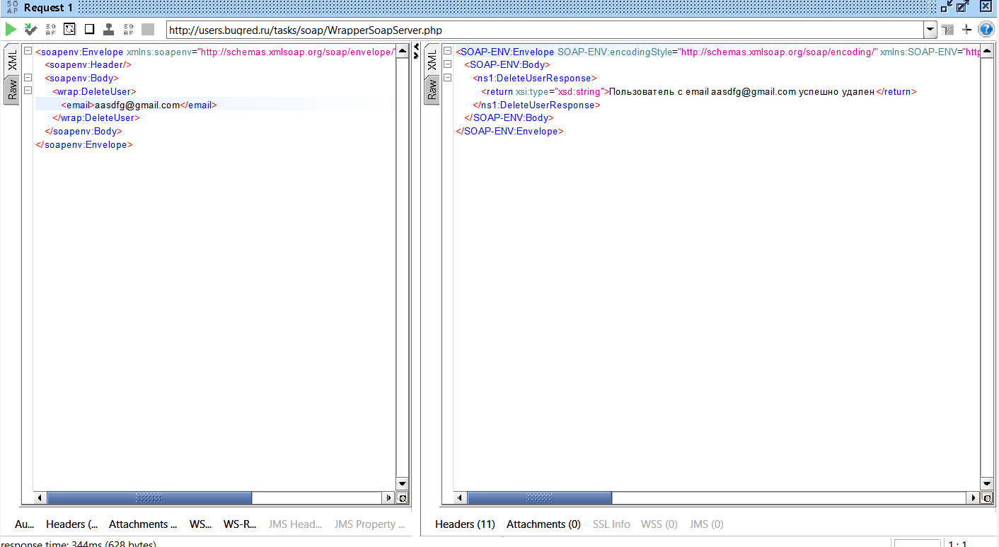 SO
AP
Request 1
http://users.bugred.ru/tasks/soap/WrapperSoapServer.php
XML
Raw
<soapenv:Envelope xmlns:soapenv="http://schemas.xmlsoap.org/soap/envelope/"
<soapenv:Header/>
<soapenv:Body>
<wrap:DeleteUser>
<email>aasdfg@gmail.com</email>
</wrap:DeleteUser>
</soapenv:Body>
</soapenv:Envelope>
XML
Raw
<SOAP-ENV:Envelope SOAP-ENV:encodingStyle="http://schemas.xmlsoap.org/soap/encoding/" xmlns:SOAP-ENV="http
<SOAP-ENV:Body>
<ns1:DeleteUserResponse>
<return xsi:type="xsd:string">Пользователь с email aasdfg@gmail.com успешно удален</return>
</ns1:DeleteUserResponse>
</SOAP-ENV:Body>
</SOAP-ENV:Envelope>
Au... Headers (... Attachments ... WS... WS-R... JMS Head... JMS Property ...
Headers (11) Attachments (0) SSL Info WSS (0) JMS (0)
response time: 344ms (628 bytes)
1 : 1